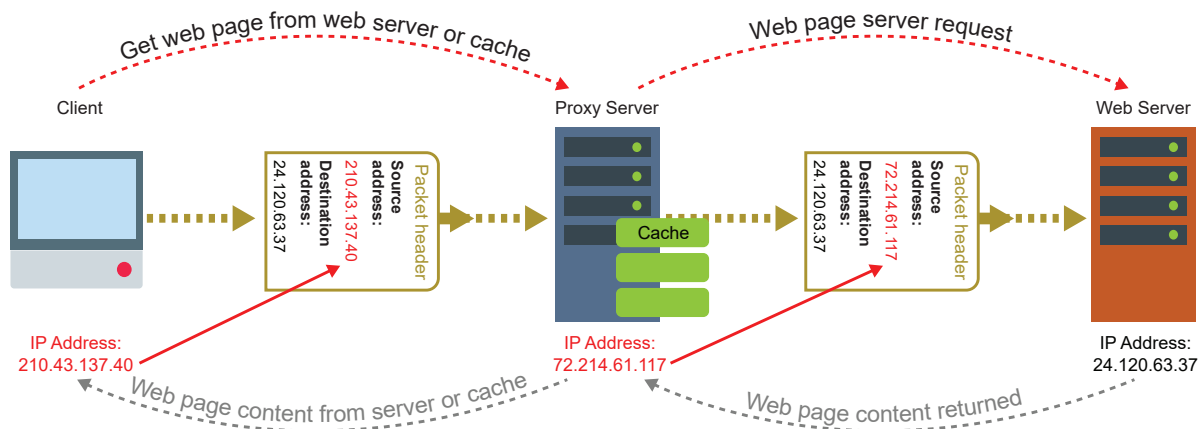 Get web page from web server or cache
Web page server request
Client
Proxy Server
Web Server
Packet header
Source
address:
210.43.137.40
Destination
address:
24.120.63.37
Cache
Packet header
Source
address:
72.214.61.117
Destination
address:
24.120.63.37
IP Address:
210.43.137.40
IP Address:
72.214.61.117
IP Address:
24.120.63.37
Web page content from server or cache
Web page content returned